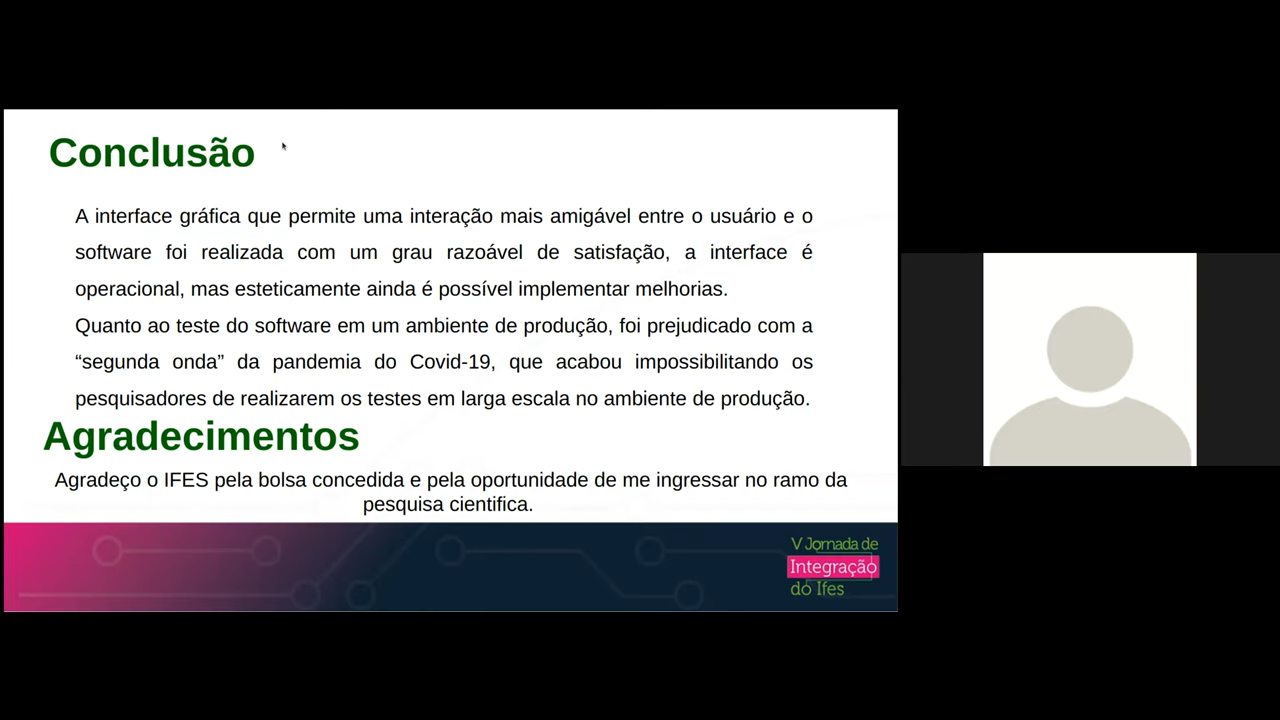 Conclusão
A interface gráfica que permite uma interação mais amigável entre o usuário e o
software foi realizada com um grau razoável de satisfação, a interface é
operacional, mas esteticamente ainda é possível implementar melhorias.
Quanto ao teste do software em um ambiente de produção, foi prejudicado com a
“segunda onda” da pandemia do Covid-19, que acabou impossibilitando os
pesquisadores de realizarem os testes em larga escala no ambiente de produção.
Agradecimentos
Agradeço o IFES pela bolsa concedida e pela oportunidade de me ingressar no ramo da
pesquisa cientifica.
V Jornada de
Integração
do Ifes